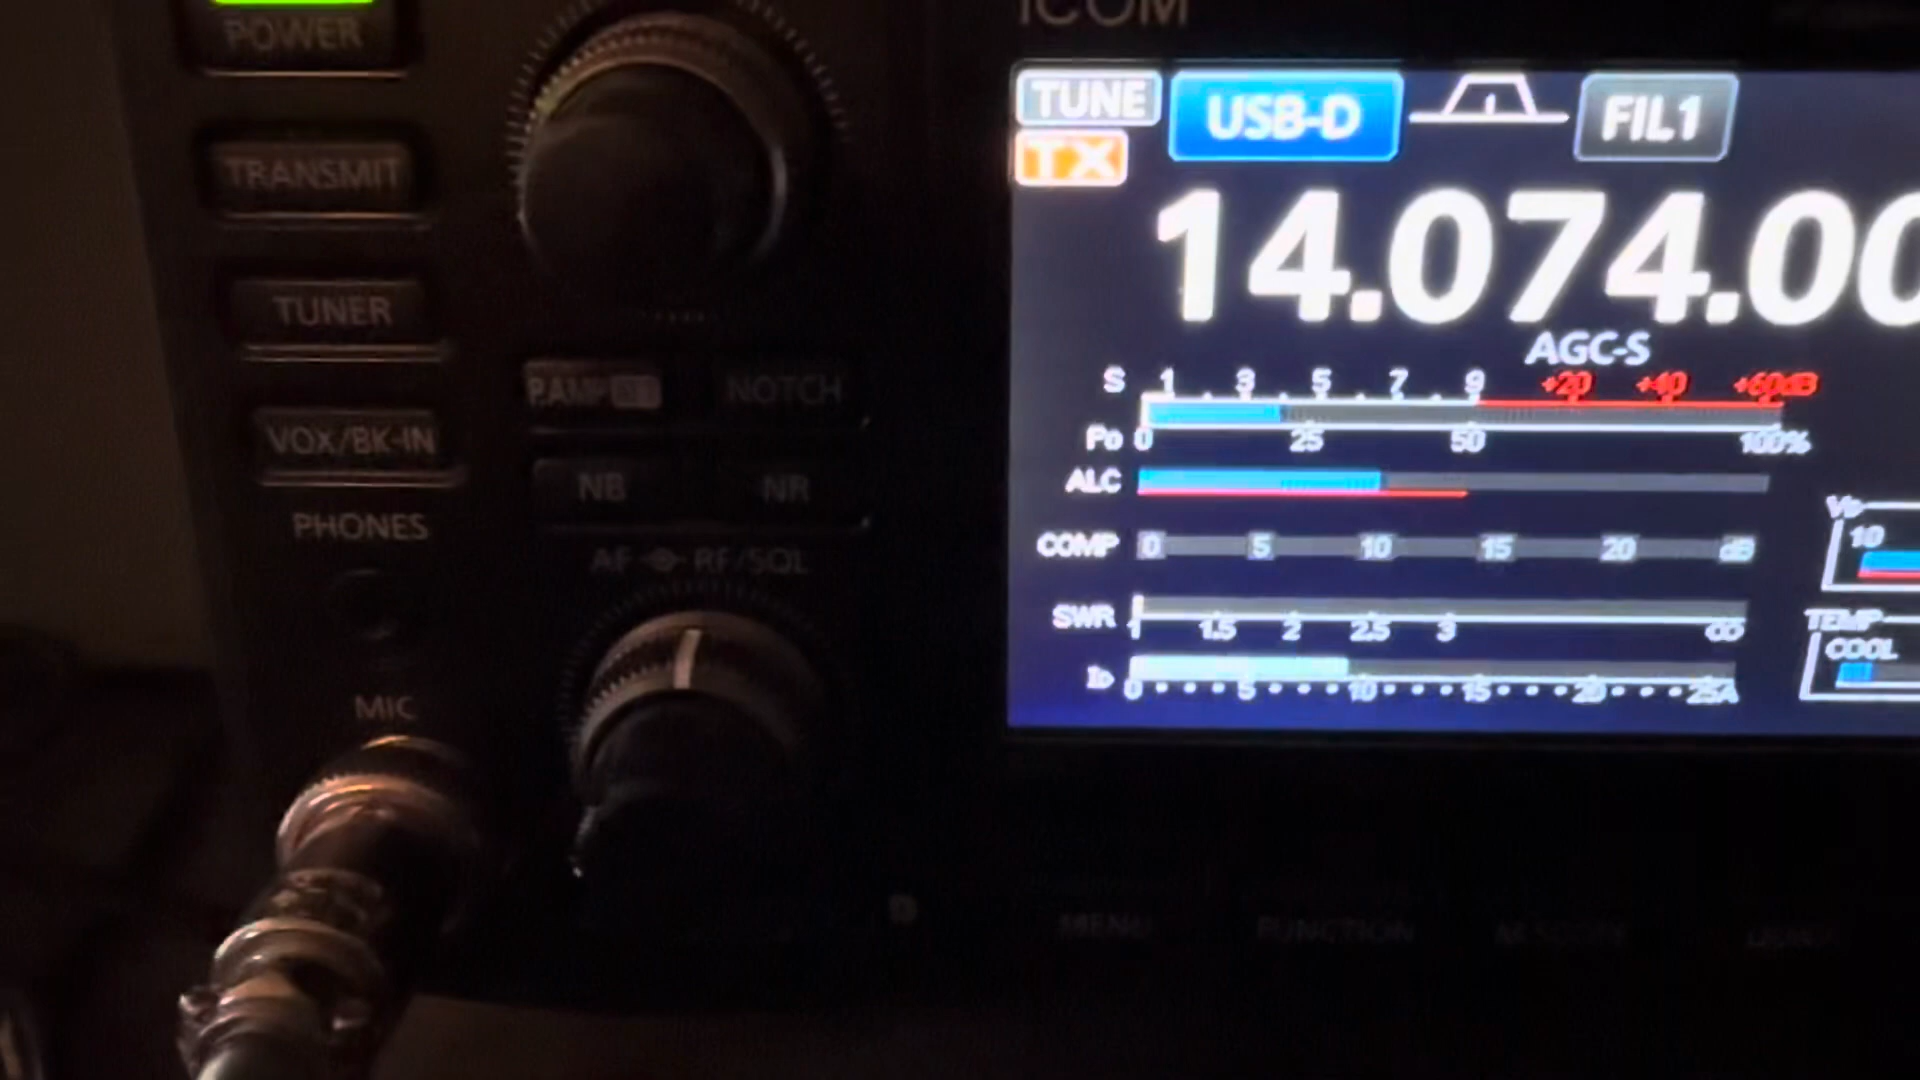 POWER
TRANSMIT
TUNER
VOX/BK-IN
PHONES
MIC
P.AMP
NOTCH
NB
NR
AF RF/SQL
ICOM
TUNE
USB-D
FIL1
TX
14.074.00
AGC-S
S 1 3 5 7 9 +20 +40 +60dB
Po 0 25 50 100%
ALC
COMP 0 5 10 15 20 dB
SWR 1 1.5 2 2.5 3 ∞
ID 0 5 10 15 20 25A
10
TEMP
COOL
MENU
FUNCTION
M.SCOPE